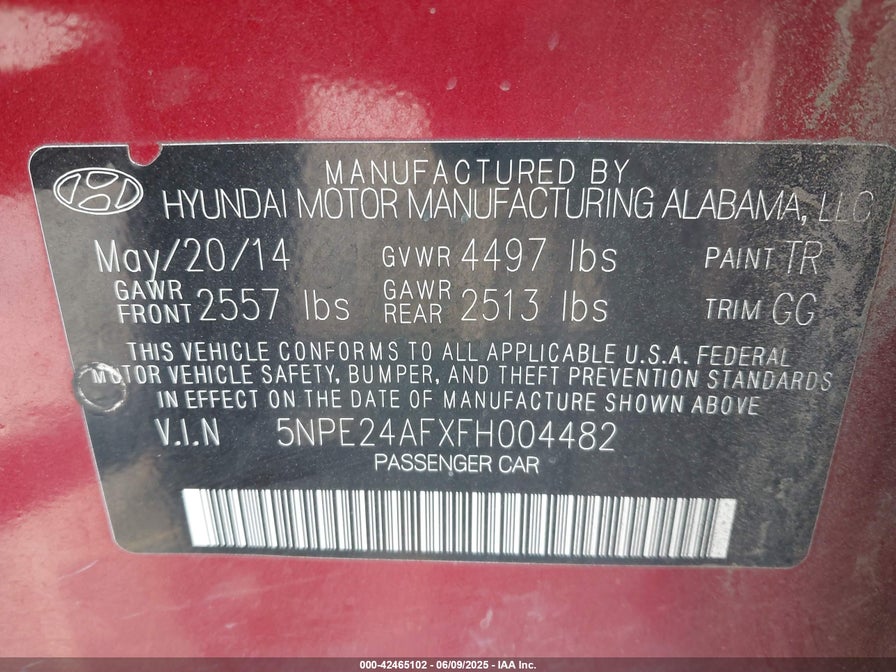 MANUFACTURED BY
HYUNDAI MOTOR MANUFACTURING ALABAMA, LLC
May/20/14 GVWR 4497 lbs PAINT TR
GAWR FRONT 2557 lbs GAWR REAR 2513 lbs TRIM GG
THIS VEHICLE CONFORMS TO ALL APPLICABLE U.S.A. FEDERAL
MOTOR VEHICLE SAFETY, BUMPER, AND THEFT PREVENTION STANDARDS
IN EFFECT ON THE DATE OF MANUFACTURE SHOWN ABOVE
V.I.N 5NPE24AFXFH004482
PASSENGER CAR
000-42465102 - 06/09/2025 - IAA Inc.